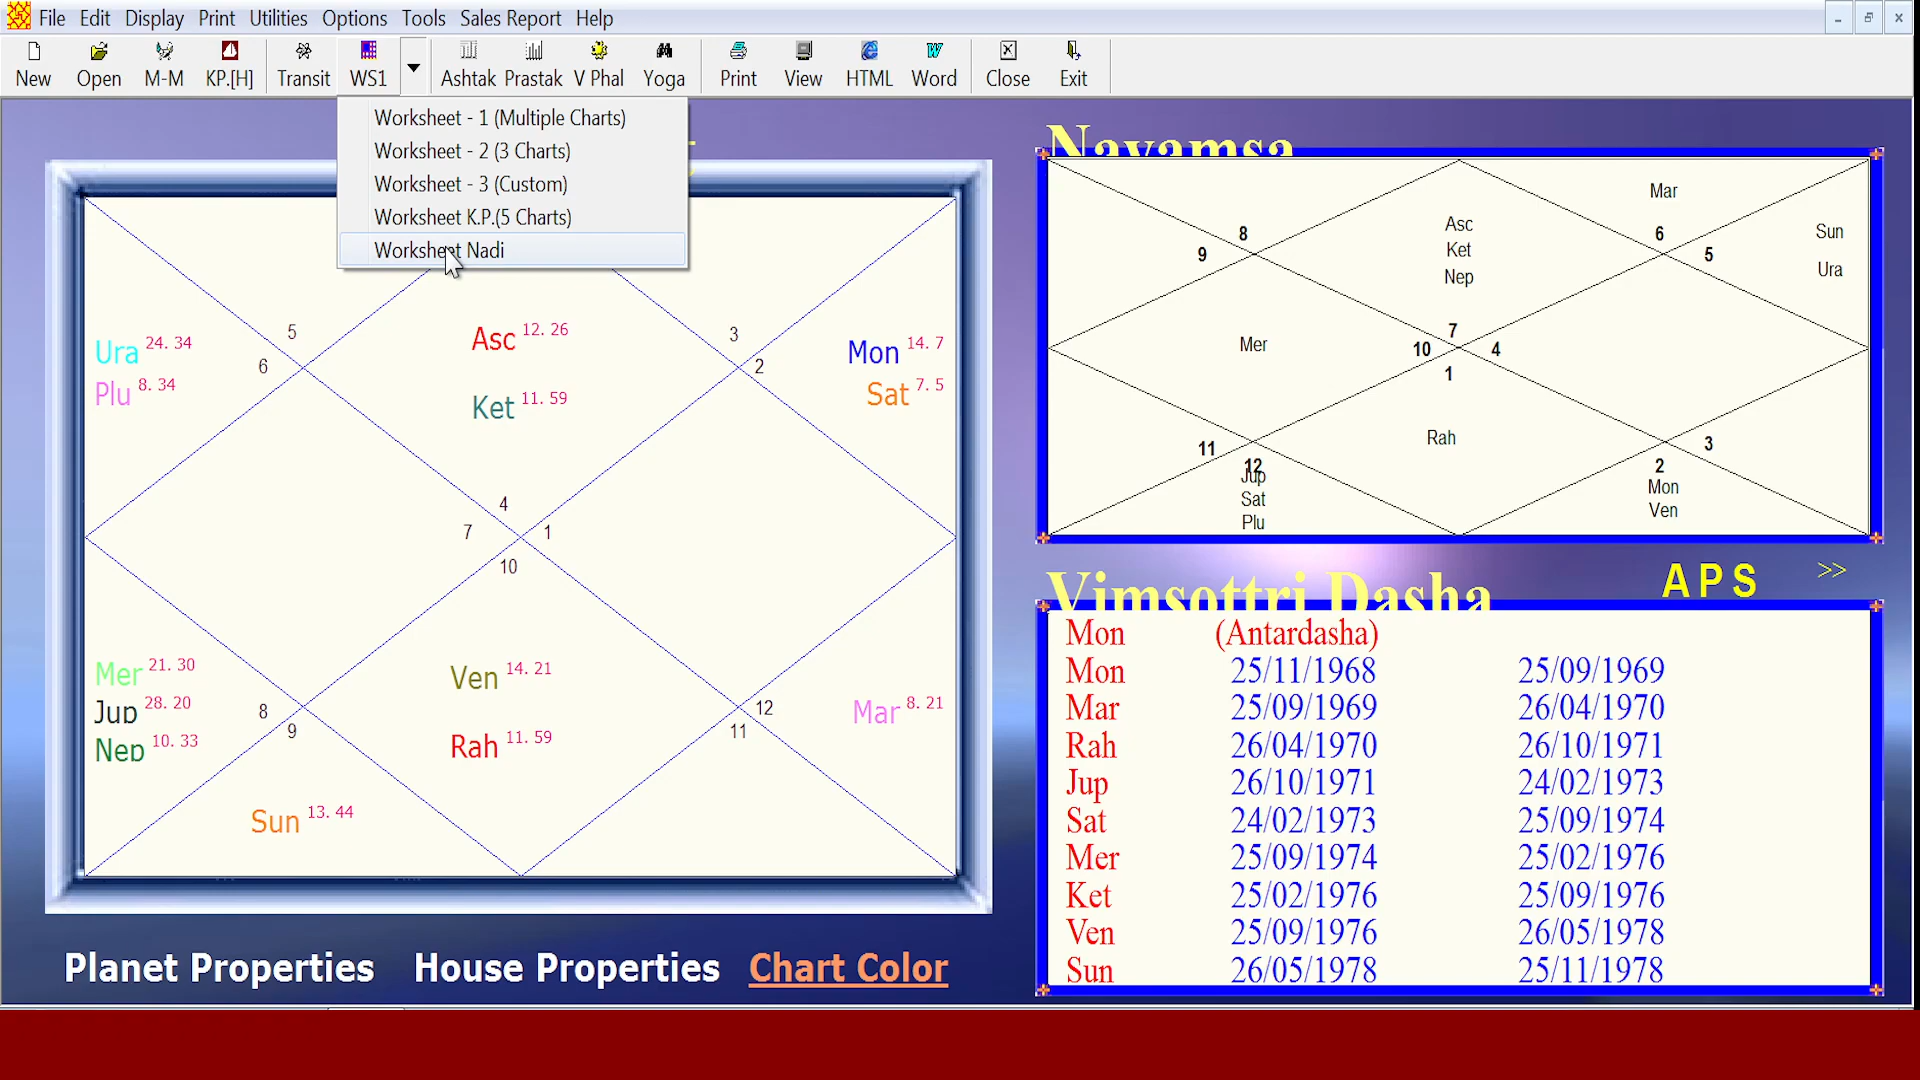 File Edit Display Print Utilities Options Tools Sales Report Help
New Open M-M KP.[H] Transit WS1 Ashtak Prastak V Phal Yoga Print View HTML Word Close Exit
Worksheet - 1 (Multiple Charts)
Worksheet - 2 (3 Charts)
Worksheet - 3 (Custom)
Worksheet K.P.(5 Charts)
Worksheet Nadi
5
6
3
2
Ura 24. 34
Plu 8. 34
Asc 12. 26
Ket 11. 59
Mon 14. 7
Sat 7. 5
4
7
1
10
Mer 21. 30
Jup 28. 20
Nep 10. 33
8
9
Ven 14. 21
Rah 11. 59
12
11
Mar 8. 21
Sun 13. 44
Planet Properties House Properties Chart Color
Navamsa
8
9
Asc
Ket
Nep
Mar
6
5
Sun
Ura
Mer
7
10
4
1
11
12
Jup
Sat
Plu
Rah
3
2
Mon
Ven
Vimsottri Dasha
A P S >>
Mon (Antardasha)
Mon 25/11/1968 25/09/1969
Mar 25/09/1969 26/04/1970
Rah 26/04/1970 26/10/1971
Jup 26/10/1971 24/02/1973
Sat 24/02/1973 25/09/1974
Mer 25/09/1974 25/02/1976
Ket 25/02/1976 25/09/1976
Ven 25/09/1976 26/05/1978
Sun 26/05/1978 25/11/1978